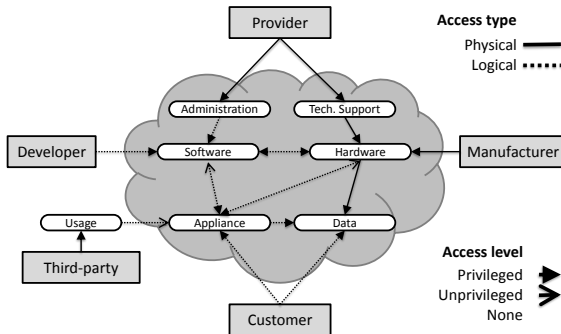 Provider
Access type
Physical
Logical
Administration
Tech. Support
Developer
Software
Hardware
Manufacturer
Usage
Appliance
Data
Third-party
Access level
Privileged
Unprivileged
None
Customer